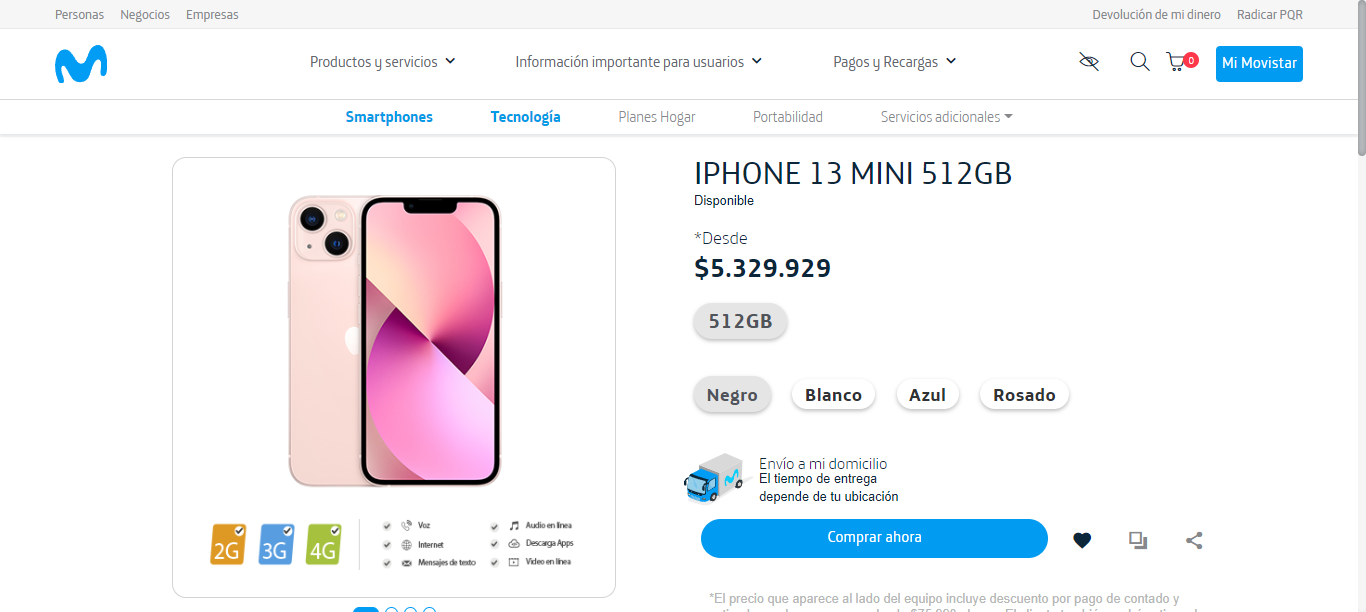 Personas Negocios Empresas Devolución de mi dinero Radicar PQR
Productos y servicios Información importante para usuarios Pagos y Recargas 0 Mi Movistar
Smartphones Tecnología Planes Hogar Portabilidad Servicios adicionales
IPHONE 13 MINI 512GB
Disponible
*Desde
$5.329.929
512GB
Negro Blanco Azul Rosado
Envío a mi domicilio
El tiempo de entrega
depende de tu ubicación
2G 3G 4G
Voz Audio en línea
Internet Descarga Apps
Mensajes de texto Video en línea
Comprar ahora
*El precio que aparece al lado del equipo incluye descuento por pago de contado y